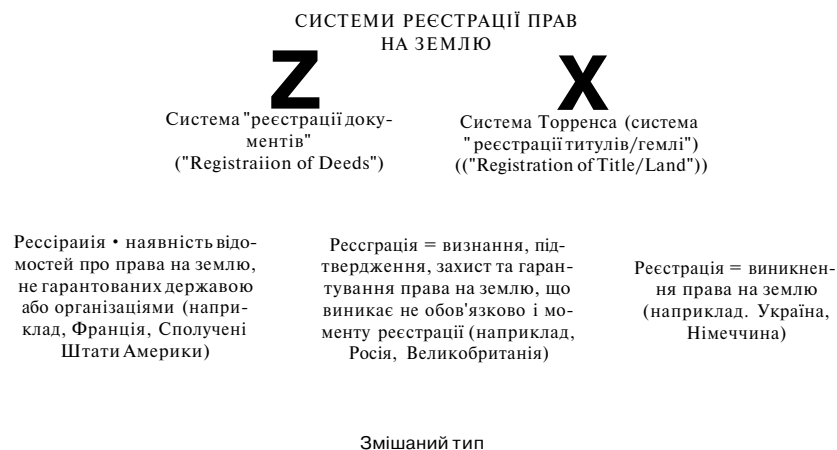 СИСТЕМИ РЕЄСТРАЦІЇ ПРАВ
НА ЗЕМЛЮ
Z X
Система "реєстрації доку-
ментів"
("Registraiion of Deeds")
Система Торренса (система
"реєстрації титулів/гемлі")
(("Registration of Title/Land"))
Рессіраиія • наявність відо-
мостей про права на землю,
не гарантованих державою
або організаціями (напри-
клад, Франція, Сполучені
Штати Америки)
Рессграція = визнання, під-
твердження, захист та гаран-
тування права на землю, що
виникає не обов'язково і мо-
менту реєстрації (наприклад,
Росія, Великобританія)
Реєстрація = виникнен-
ня права на землю
(наприклад. Україна,
Німеччина)
Змішаний тип